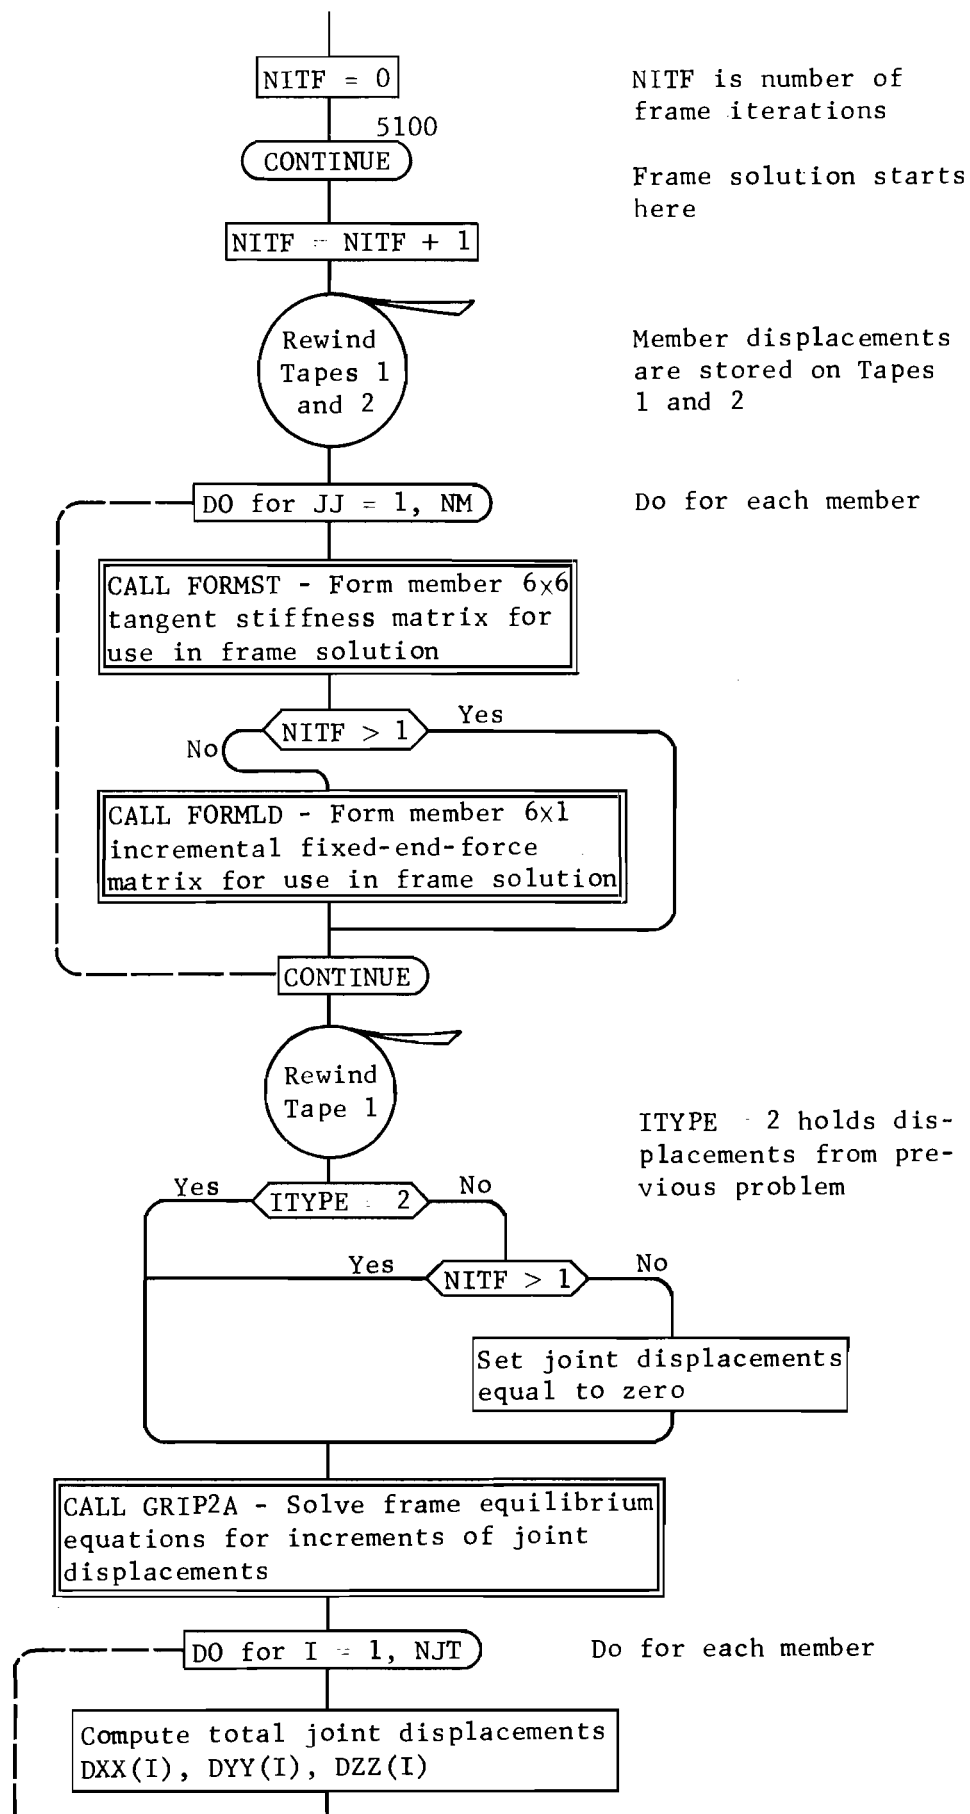 NITF = 0
NITF is number of
frame iterations
5100
CONTINUE
Frame solution starts
here
NITF = NITF + 1
Rewind
Tapes 1
and 2
Member displacements
are stored on Tapes
1 and 2
DO for JJ = 1, NM
Do for each member
CALL FORMST - Form member 6x6
tangent stiffness matrix for
use in frame solution
NITF > 1
Yes
No
CALL FORMLD - Form member 6x1
incremental fixed-end-force
matrix for use in frame solution
CONTINUE
Rewind
Tape 1
ITYPE = 2 holds dis-
placements from pre-
vious problem
Yes
ITYPE = 2
No
Yes
NITF > 1
No
Set joint displacements
equal to zero
CALL GRIP2A - Solve frame equilibrium
equations for increments of joint
displacements
DO for I = 1, NJT
Do for each member
Compute total joint displacements
DXX(I), DYY(I), DZZ(I)